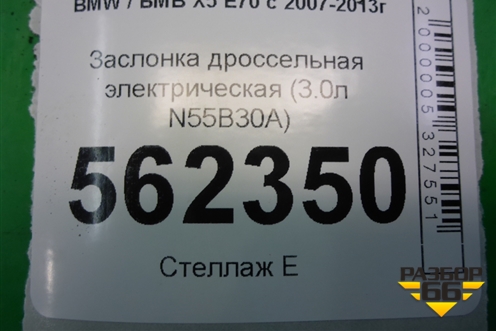 BMW / БМВ X5 E70 с 2007-2013г
Заслонка дроссельная
электрическая (3.0л
N55B30A)
562350
Стеллаж Е
2000005327551
РАЗБОР
66